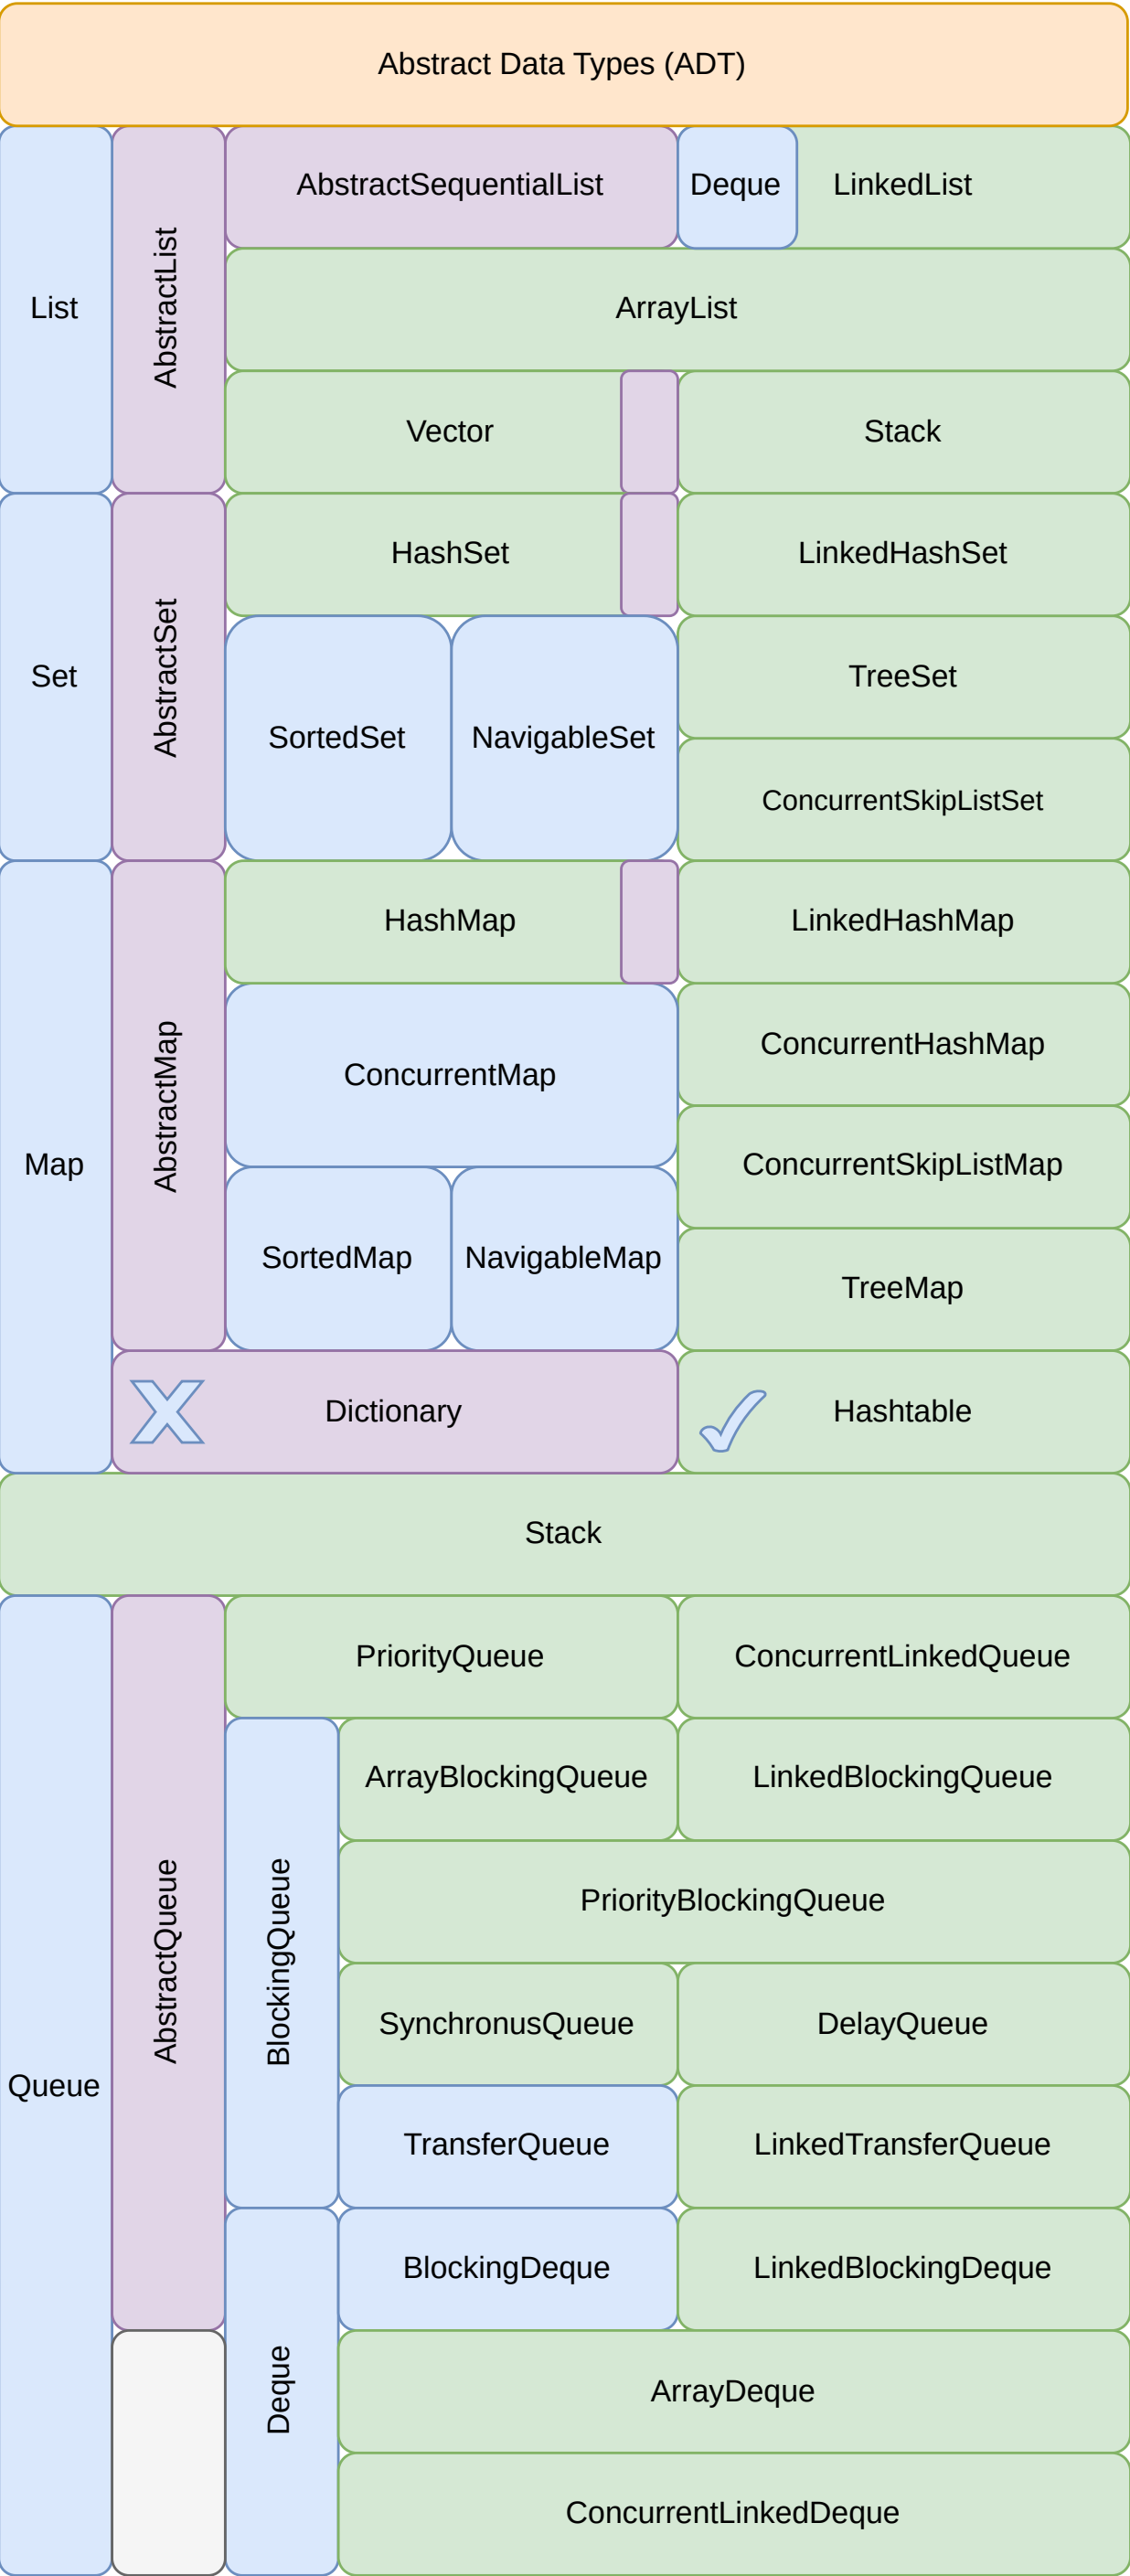 Abstract Data Types (ADT)
List
AbstractList
AbstractSequentialList
Deque
LinkedList
ArrayList
Vector
Stack
Set
AbstractSet
HashSet
LinkedHashSet
SortedSet
NavigableSet
TreeSet
ConcurrentSkipListSet
Map
AbstractMap
HashMap
LinkedHashMap
ConcurrentMap
ConcurrentHashMap
ConcurrentSkipListMap
SortedMap
NavigableMap
TreeMap
Dictionary
Hashtable
Stack
Queue
AbstractQueue
PriorityQueue
ConcurrentLinkedQueue
BlockingQueue
ArrayBlockingQueue
LinkedBlockingQueue
PriorityBlockingQueue
SynchronusQueue
DelayQueue
TransferQueue
LinkedTransferQueue
Deque
BlockingDeque
LinkedBlockingDeque
ArrayDeque
ConcurrentLinkedDeque